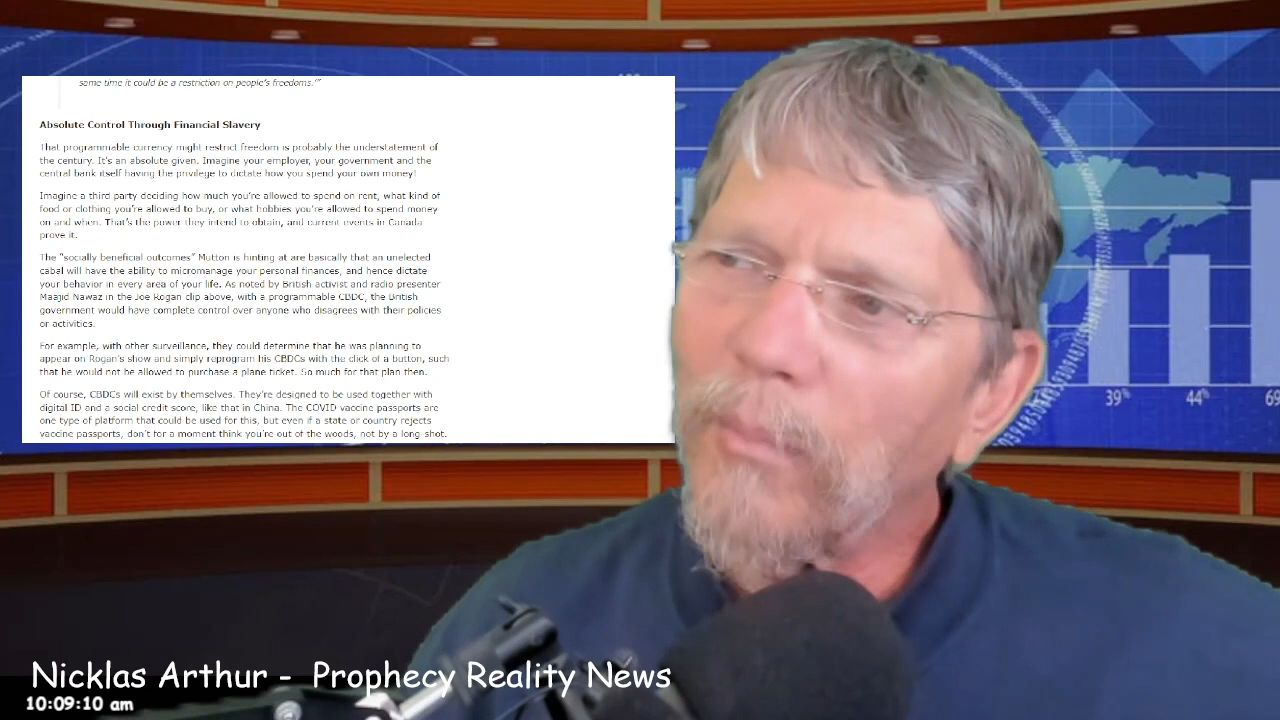 same time it could be a restriction on people's freedoms.'"
Absolute Control Through Financial Slavery
That programmable currency might restrict freedom is probably the understatement of
the century. It's an absolute given. Imagine your employer, your government and the
central bank itself having the privilege to dictate how you spend your own money!
Imagine a third party deciding how much you're allowed to spend on rent, what kind of
food or clothing you're allowed to buy, or what hobbies you're allowed to spend money
on and when. That's the power they intend to obtain, and current events in Canada
prove it.
The "socially beneficial outcomes" Mutton is hinting at are basically that an unelected
cabal will have the ability to micromanage your personal finances, and hence dictate
your behavior in every area of your life. As noted by British activist and radio presenter
Maajid Nawaz in the Joe Rogan clip above, with a programmable CBDC, the British
government would have complete control over anyone who disagrees with their policies
or activities.
For example, with other surveillance, they could determine that he was planning to
appear on Rogan's show and simply reprogram his CBDCs with the click of a button, such
that he would not be allowed to purchase a plane ticket. So much for that plan then.
Of course, CBDCs will exist by themselves. They're designed to be used together with
digital ID and a social credit score, like that in China. The COVID vaccine passports are
one type of platform that could be used for this, but even if a state or country rejects
vaccine passports, don't for a moment think you're out of the woods, not by a long shot.
39%
44%
69
Nicklas Arthur - Prophecy Reality News
10:09:10 am